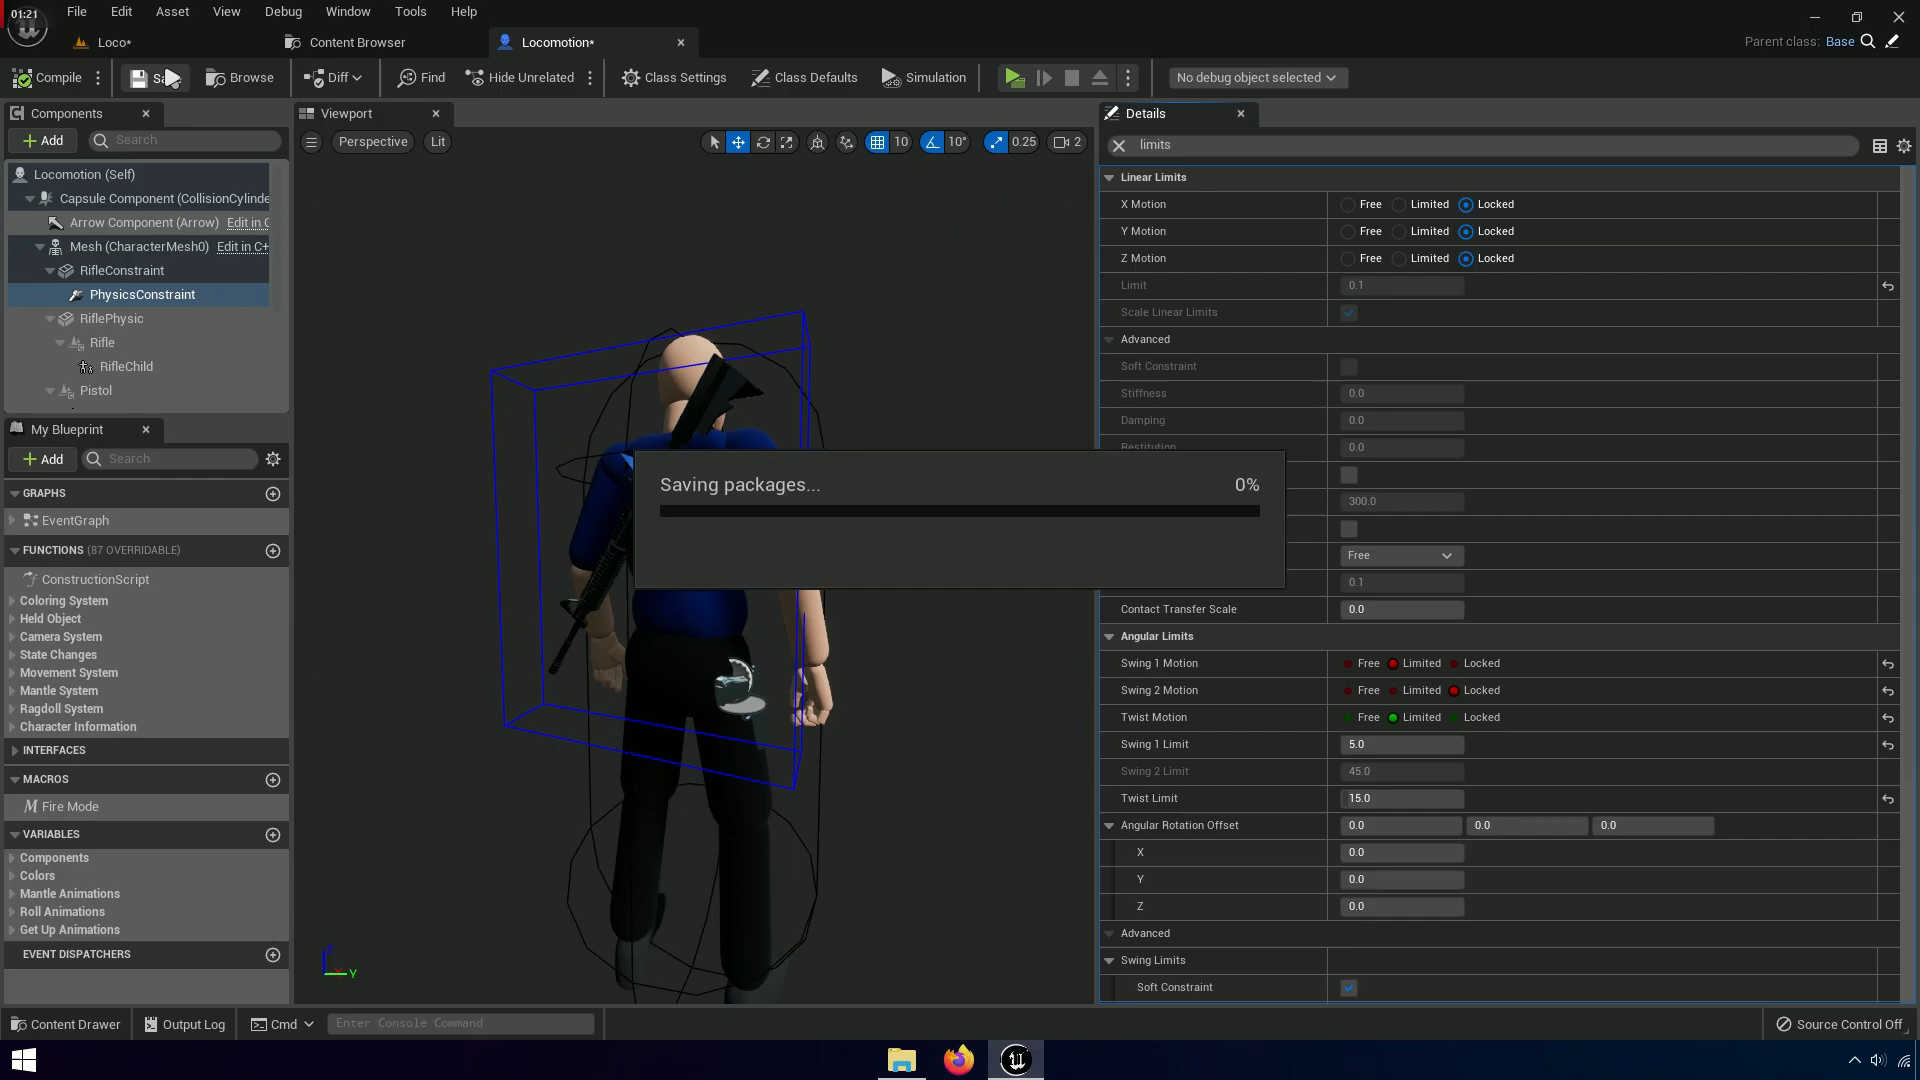 01:21
File Edit Asset View Debug Window Tools Help
Loco*
Content Browser
Locomotion*
Parent class: Base
Compile
Browse
Diff
Find
Hide Unrelated
Class Settings
Class Defaults
Simulation
No debug object selected
Components
Add
Search
Locomotion (Self)
Capsule Component (CollisionCylinde
Arrow Component (Arrow) Edit in C
Mesh (CharacterMesh0) Edit in C+
RifleConstraint
PhysicsConstraint
RiflePhysic
Rifle
RifleChild
Pistol
My Blueprint
Add
Search
GRAPHS
EventGraph
FUNCTIONS (87 OVERRIDABLE)
ConstructionScript
Coloring System
Held Object
Camera System
State Changes
Movement System
Mantle System
Ragdoll System
Character Information
INTERFACES
MACROS
Fire Mode
VARIABLES
Components
Colors
Mantle Animations
Roll Animations
Get Up Animations
EVENT DISPATCHERS
Viewport
Perspective
Lit
10
10°
0.25
2
Saving packages...
0%
Y
Details
limits
Linear Limits
X Motion Free Limited Locked
Y Motion Free Limited Locked
Z Motion Free Limited Locked
Limit 0.1
Scale Linear Limits
Advanced
Soft Constraint
Stiffness 0.0
Damping 0.0
Restitution 0.0
300.0
Free
0.1
Contact Transfer Scale 0.0
Angular Limits
Swing 1 Motion Free Limited Locked
Swing 2 Motion Free Limited Locked
Twist Motion Free Limited Locked
Swing 1 Limit 5.0
Swing 2 Limit 45.0
Twist Limit 15.0
Angular Rotation Offset 0.0 0.0 0.0
X 0.0
Y 0.0
Z 0.0
Advanced
Swing Limits
Soft Constraint
Content Drawer
Output Log
Cmd
Enter Console Command
Source Control Off